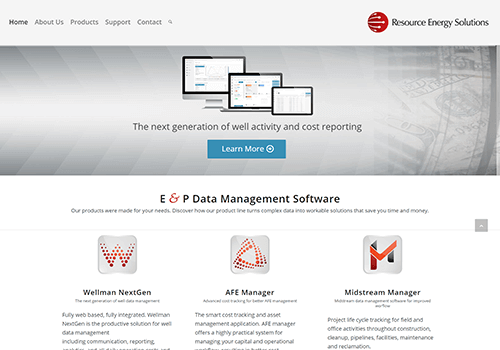 Home About Us Products Support Contact
Resource Energy Solutions
The next generation of well activity and cost reporting
Learn More
E & P Data Management Software
Our products were made for your needs. Discover how our product line turns complex data into workable solutions that save you time and money.
Wellman NextGen
The next generation of well data management
Fully web based, fully integrated. Wellman
NextGen is the productive solution for well
data management
including communication, reporting,
AFE Manager
Advanced cost tracking for better AFE management
The smart cost tracking and asset
management application. AFE manager
offers a highly practical system for
managing your capital and operational
Midstream Manager
Midstream data management software for improved
workflow
Project life cycle tracking for field and
office activities throughout construction,
cleanup, pipelines, facilities, maintenance
and reclamation.